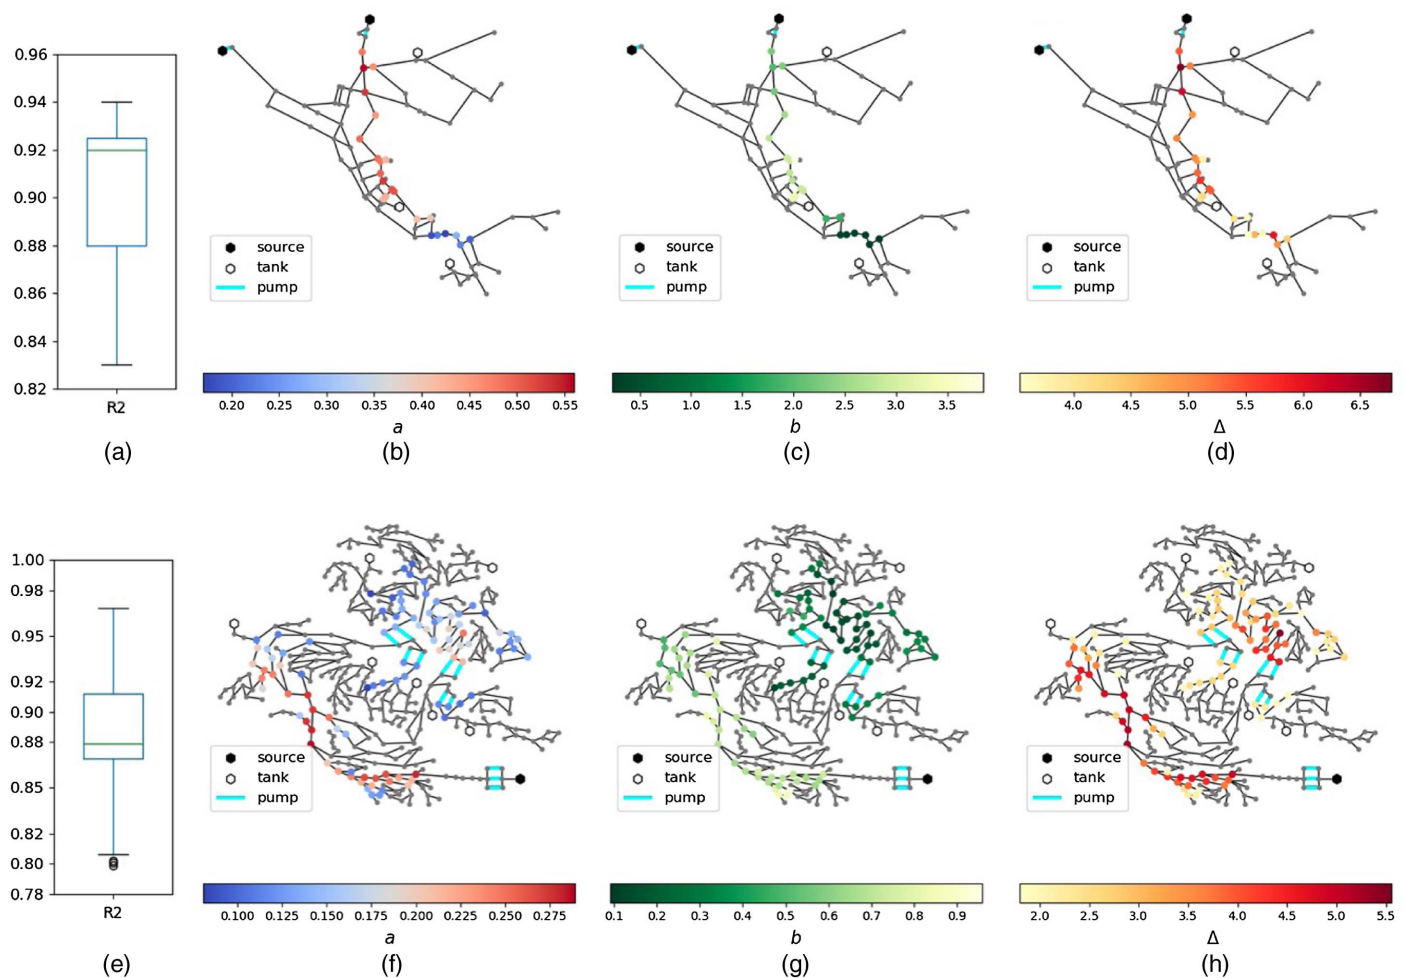 0.96
0.94
0.92
0.90
0.88
0.86
0.84
0.82
R2
(a)
source
tank
pump
0.20 0.25 0.30 0.35 0.40 0.45 0.50 0.55
a
(b)
source
tank
pump
0.5 1.0 1.5 2.0 2.5 3.0 3.5
b
(c)
source
tank
pump
4.0 4.5 5.0 5.5 6.0 6.5
Δ
(d)
1.00
0.98
0.95
0.92
0.90
0.88
0.85
0.82
0.80
0.78
R2
(e)
source
tank
pump
0.100 0.125 0.150 0.175 0.200 0.225 0.250 0.275
a
(f)
source
tank
pump
0.1 0.2 0.3 0.4 0.5 0.6 0.7 0.8 0.9
b
(g)
source
tank
pump
2.0 2.5 3.0 3.5 4.0 4.5 5.0 5.5
Δ
(h)